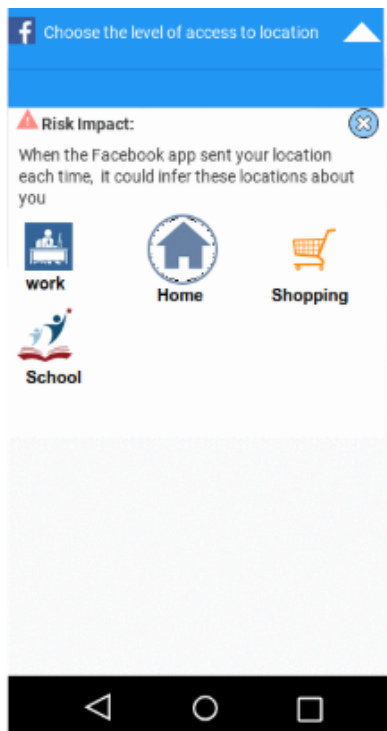 f Choose the level of access to location
Risk Impact:
When the Facebook app sent your location
each time, it could infer these locations about
you
work
Home
Shopping
School